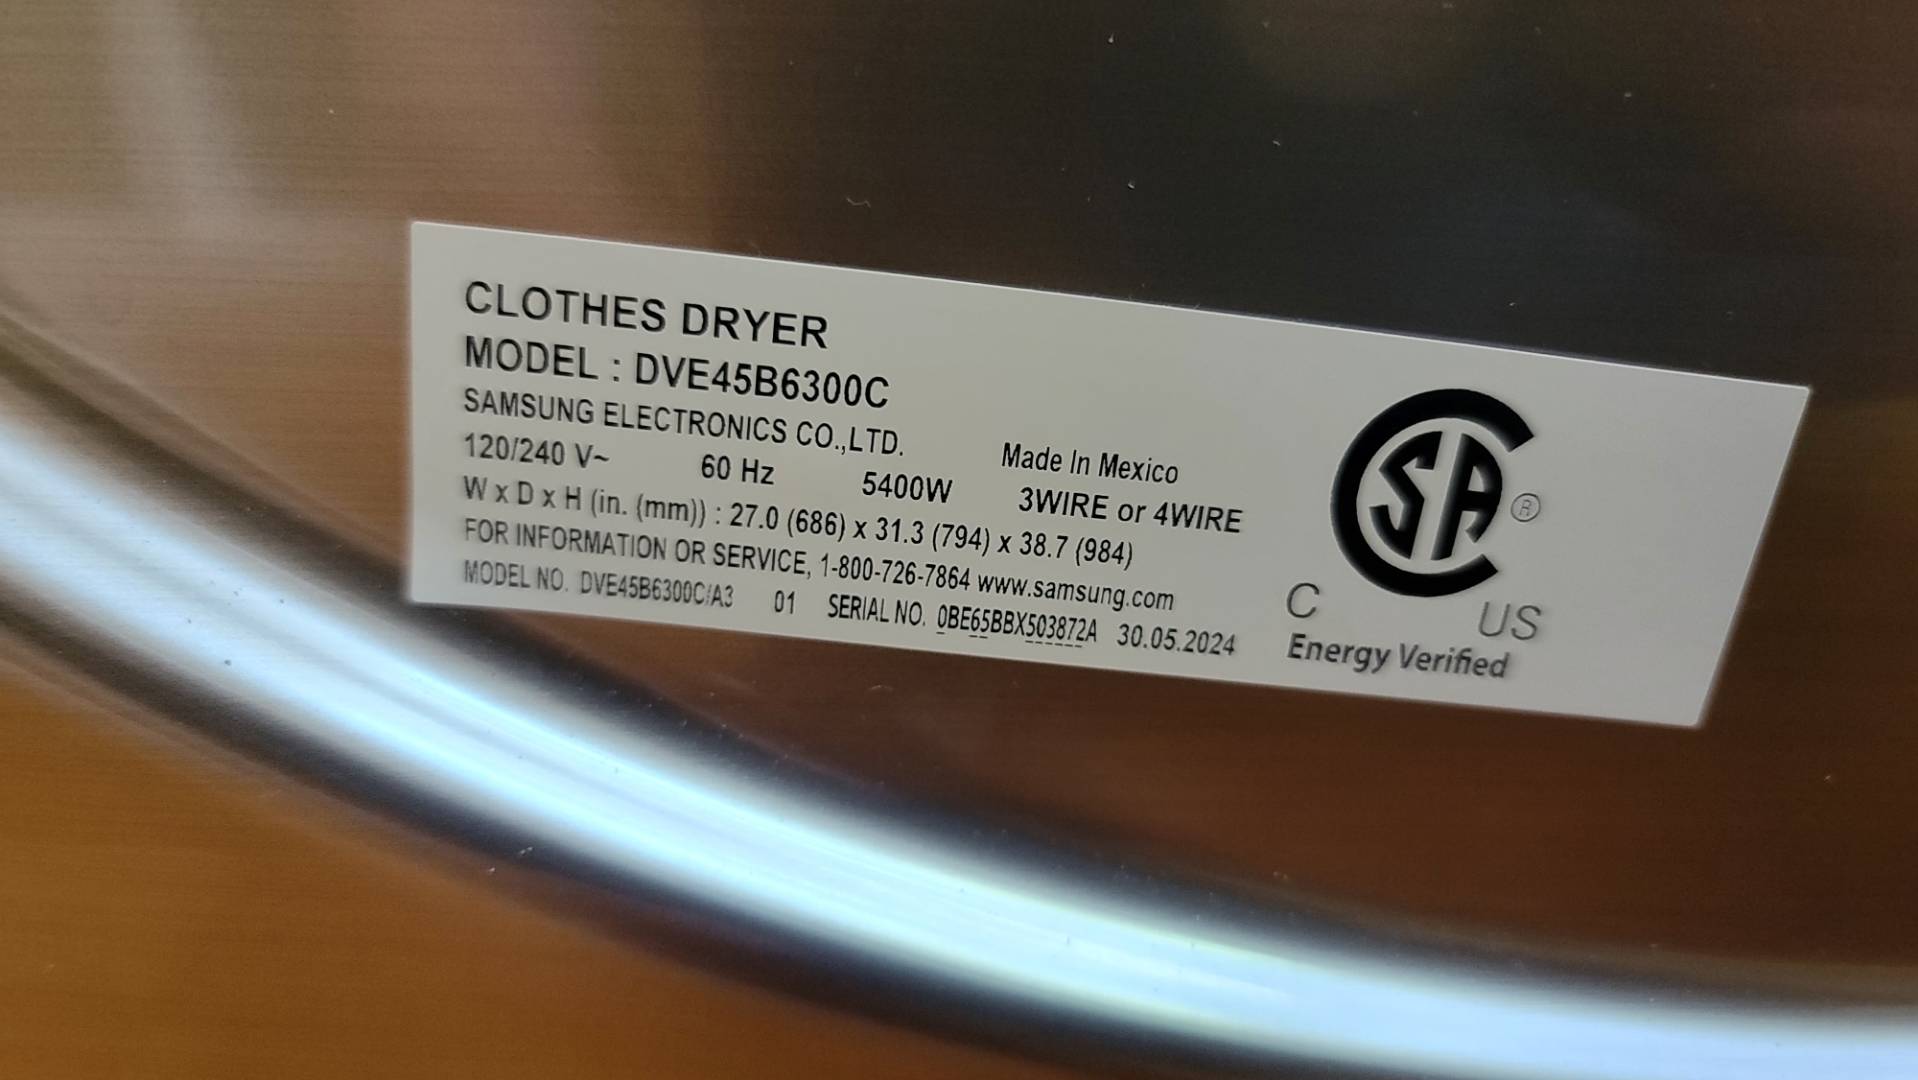 CLOTHES DRYER
MODEL : DVE45B6300C
SAMSUNG ELECTRONICS CO.,LTD. Made In Mexico
120/240 V~ 60 Hz 5400W 3WIRE or 4WIRE
W x D x H (in. (mm)) : 27.0 (686) x 31.3 (794) x 38.7 (984)
FOR INFORMATION OR SERVICE, 1-800-726-7864 www.samsung.com
MODEL NO. DVE45B6300C/A3 01 SERIAL NO. 0BE65BBX503872A 30.05.2024
CSA ®
C US
Energy Verified